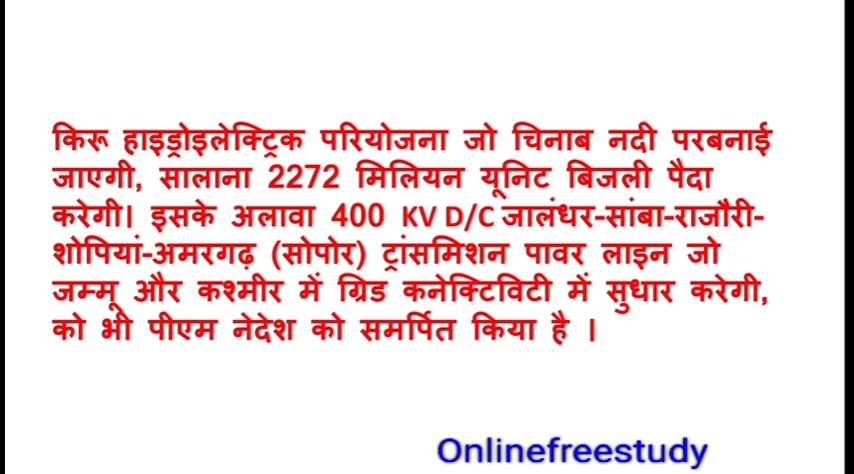 किरू हाइड्रोइलेक्ट्रिक परियोजना जो चिनाब नदी परबनाई
जाएगी, सालाना 2272 मिलियन यूनिट बिजली पैदा
करेगी। इसके अलावा 400 KV D/C जालंधर-सांबा-राजौरी-
शोपियां-अमरगढ़ (सोपोर) ट्रांसमिशन पावर लाइन जो
जम्मू और कश्मीर में ग्रिड कनेक्टिविटी में सुधार करेगी,
को भी पीएम नेदेश को समर्पित किया है ।
Onlinefreestudy